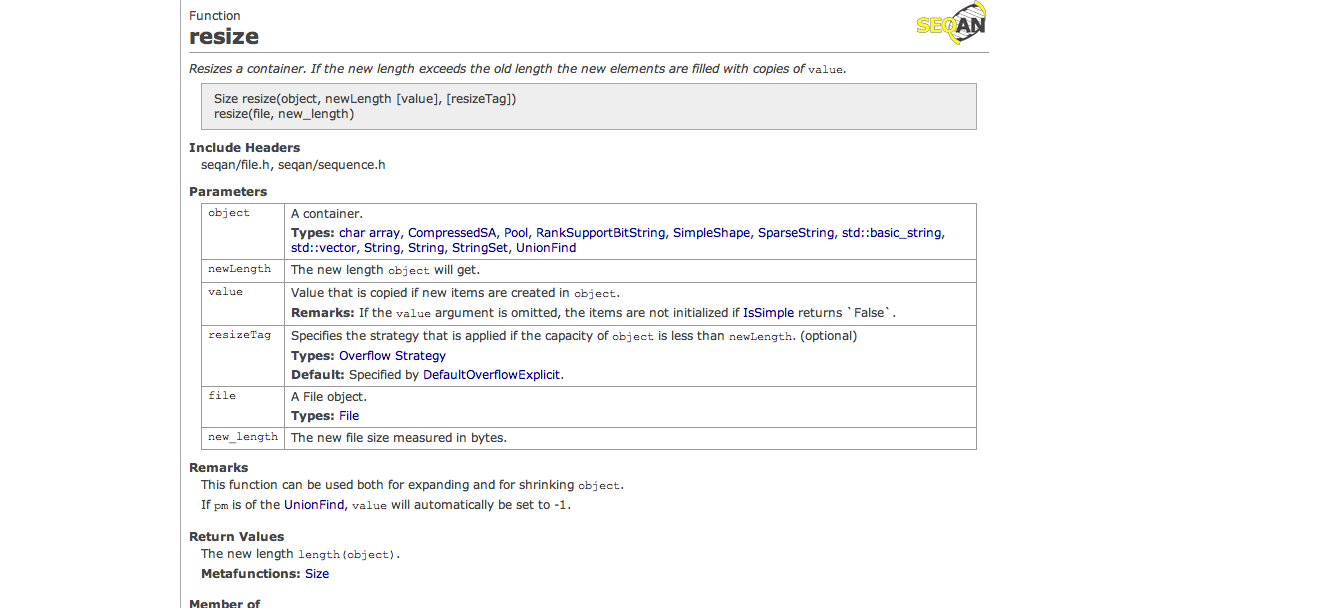 Function
resize
SEQAN
Resizes a container. If the new length exceeds the old length the new elements are filled with copies of value.
Size resize(object, newLength [value], [resizeTag])
resize(file, new_length)
Include Headers
seqan/file.h, seqan/sequence.h
Parameters
object
A container.
Types: char array, CompressedSA, Pool, RankSupportBitString, SimpleShape, SparseString, std::basic_string,
std::vector, String, String, StringSet, UnionFind
newLength
The new length object will get.
value
Value that is copied if new items are created in object.
Remarks: If the value argument is omitted, the items are not initialized if IsSimple returns `False`.
resizeTag
Specifies the strategy that is applied if the capacity of object is less than newLength. (optional)
Types: Overflow Strategy
Default: Specified by DefaultOverflowExplicit.
file
A File object.
Types: File
new_length
The new file size measured in bytes.
Remarks
This function can be used both for expanding and for shrinking object.
If pm is of the UnionFind, value will automatically be set to -1.
Return Values
The new length length(object).
Metafunctions: Size
Member of